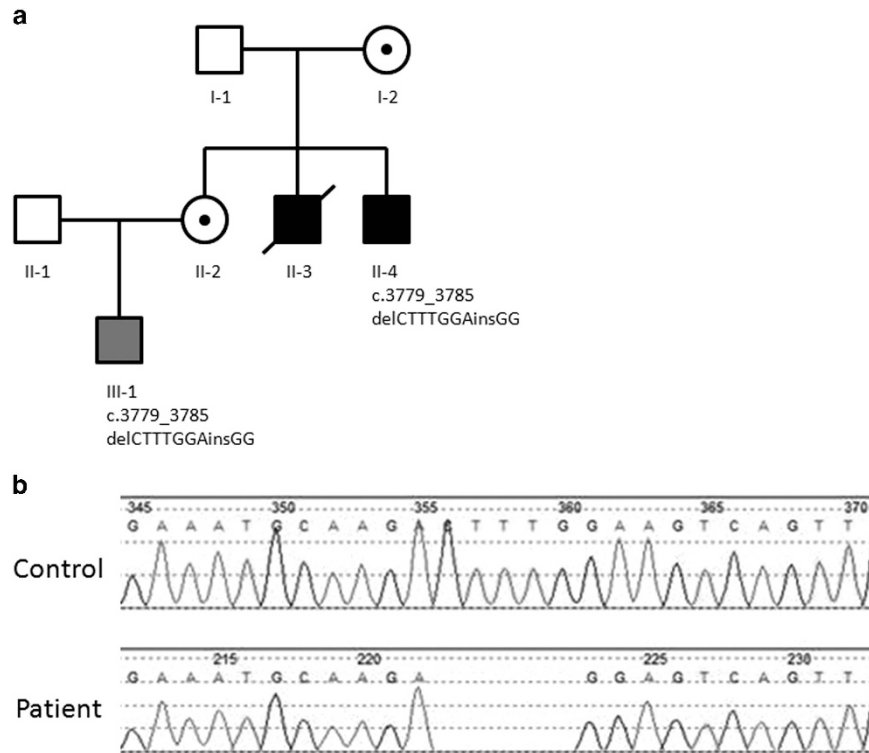 a
I-1 I-2
II-1 II-2 II-3 II-4
c.3779_3785
delCTTTGGAinsGG
III-1
c.3779_3785
delCTTTGGAinsGG
b
345 350 355 360 365 370
G A A A T G C A A G A C T T T G G A A G T C A G T T
Control
215 220 225 230
G A A A T G C A A G A G G A G T C A G T T
Patient